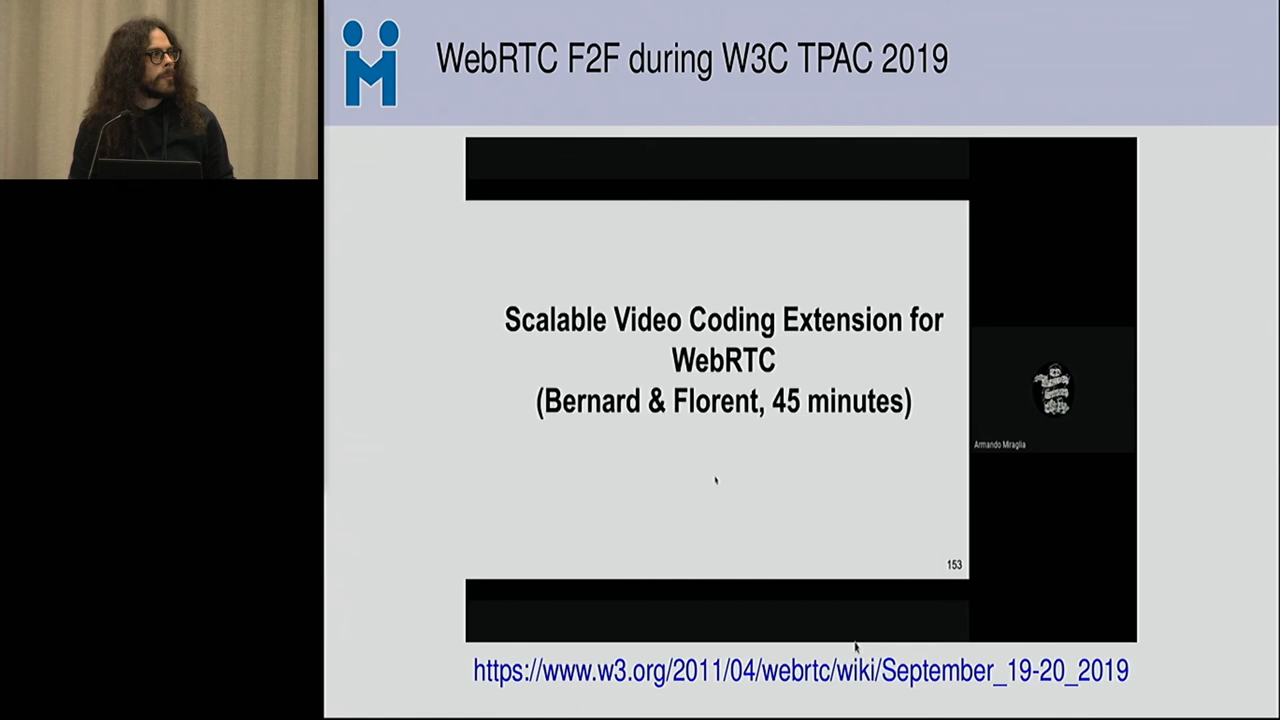 WebRTC F2F during W3C TPAC 2019
Scalable Video Coding Extension for
WebRTC
(Bernard & Florent, 45 minutes)
Armando Miraglia
153
https://www.w3.org/2011/04/webrtc/wiki/September_19-20_2019